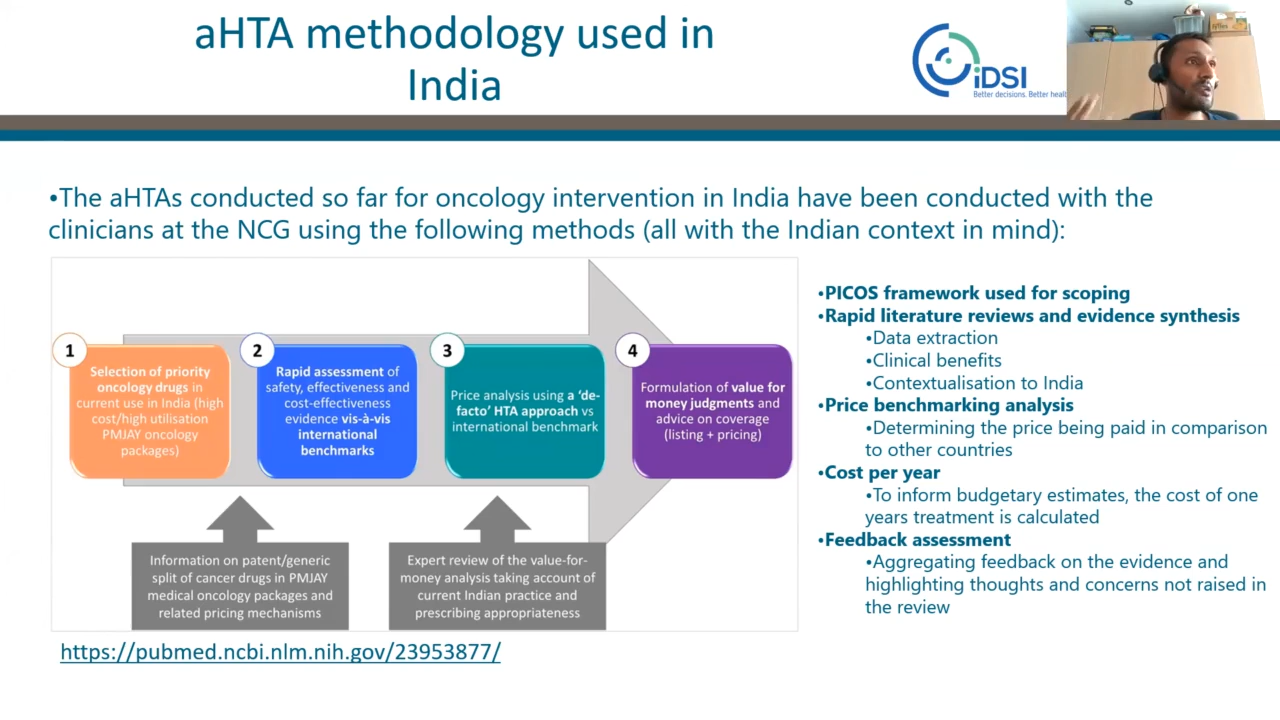 aHTA methodology used in
India
iDSI
Better decisions. Better
•The aHTAs conducted so far for oncology intervention in India have been conducted with the
clinicians at the NCG using the following methods (all with the Indian context in mind):
1
Selection of priority
oncology drugs in
current use in India (high
cost/high utilisation
PMJAY oncology
packages)
2
Rapid assessment of
safety, effectiveness and
cost-effectiveness
evidence vis-à-vis
international
benchmarks
3
Price analysis using a ‘de-
facto’ HTA approach vs
international benchmark
4
Formulation of value for
money judgments and
advice on coverage
(listing + pricing)
Information on patent/generic
split of cancer drugs in PMJAY
medical oncology packages and
related pricing mechanisms
Expert review of the value-for-
money analysis taking account of
current Indian practice and
prescribing appropriateness
•PICOS framework used for scoping
•Rapid literature reviews and evidence synthesis
•Data extraction
•Clinical benefits
•Contextualisation to India
•Price benchmarking analysis
•Determining the price being paid in comparison
to other countries
•Cost per year
•To inform budgetary estimates, the cost of one
years treatment is calculated
•Feedback assessment
•Aggregating feedback on the evidence and
highlighting thoughts and concerns not raised in
the review
https://pubmed.ncbi.nlm.nih.gov/23953877/